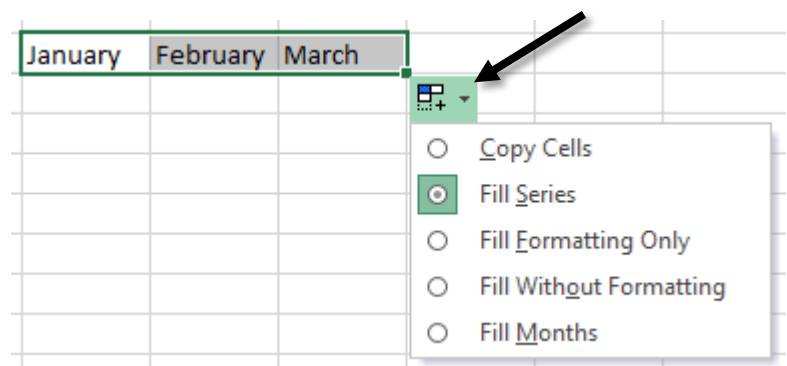 January February March
Copy Cells
Fill Series
Fill Formatting Only
Fill Without Formatting
Fill Months